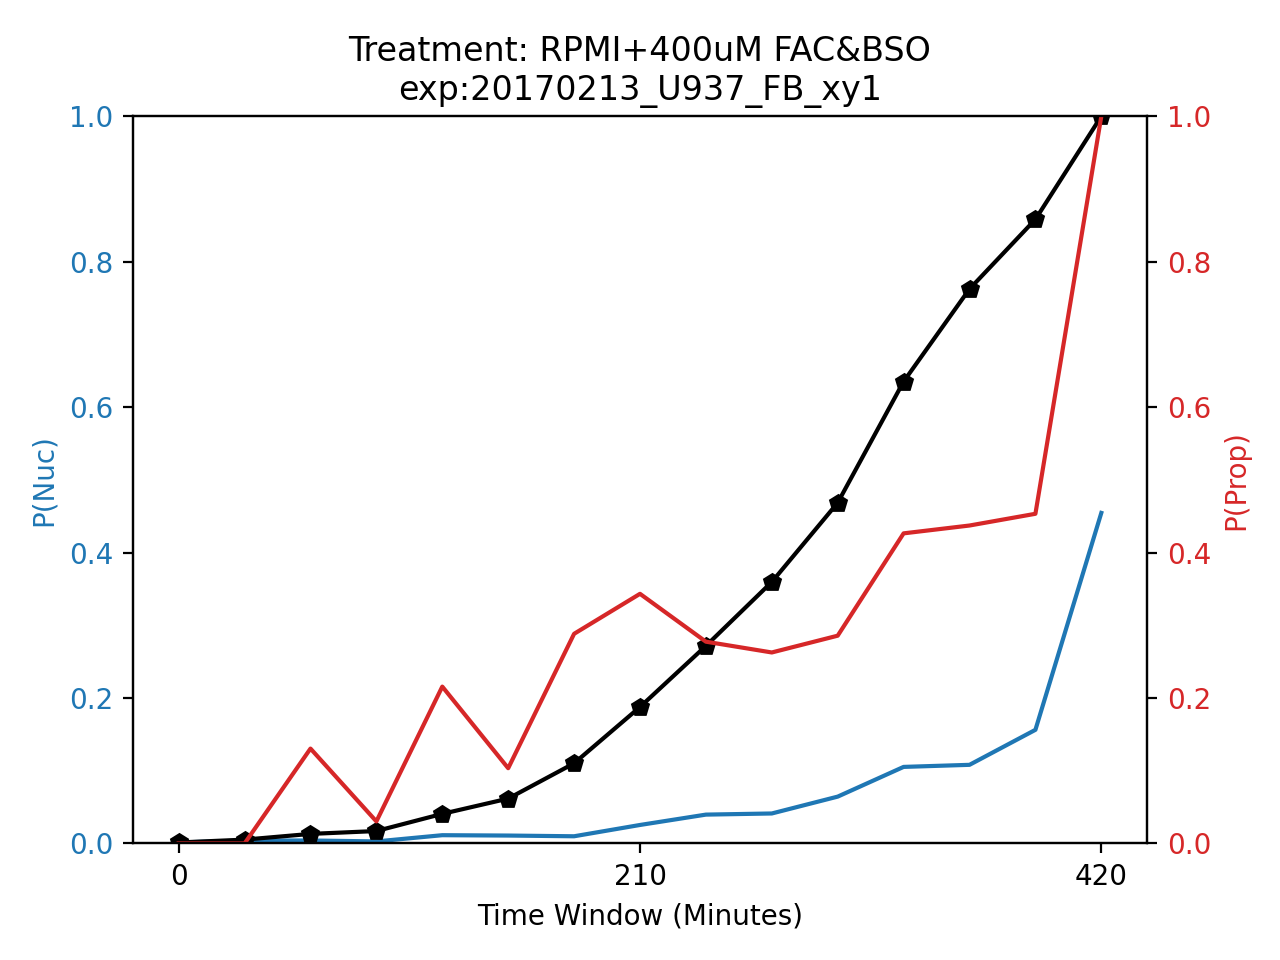 Treatment: RPMI+400uM FAC&BSO
exp:20170213_U937_FB_xy1
1.0
0.8
0.6
0.4
0.2
0.0
P(Nuc)
1.0
0.8
0.6
0.4
0.2
0.0
P(Prop)
0 210 420
Time Window (Minutes)